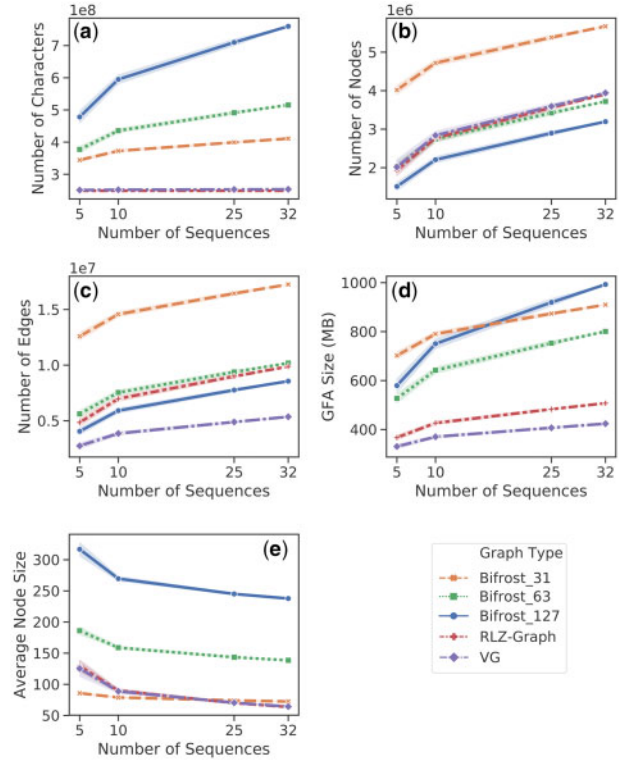 1e8
(a)
Number of Characters
7
6
5
4
3
5 10 25 32
Number of Sequences
1e6
(b)
Number of Nodes
5
4
3
2
5 10 25 32
Number of Sequences
1e7
(c)
Number of Edges
1.5
1.0
0.5
5 10 25 32
Number of Sequences
(d)
GFA Size (MB)
1000
800
600
400
5 10 25 32
Number of Sequences
(e)
Average Node Size
300
250
200
150
100
50
5 10 25 32
Number of Sequences
Graph Type
Bifrost_31
Bifrost_63
Bifrost_127
RLZ-Graph
VG